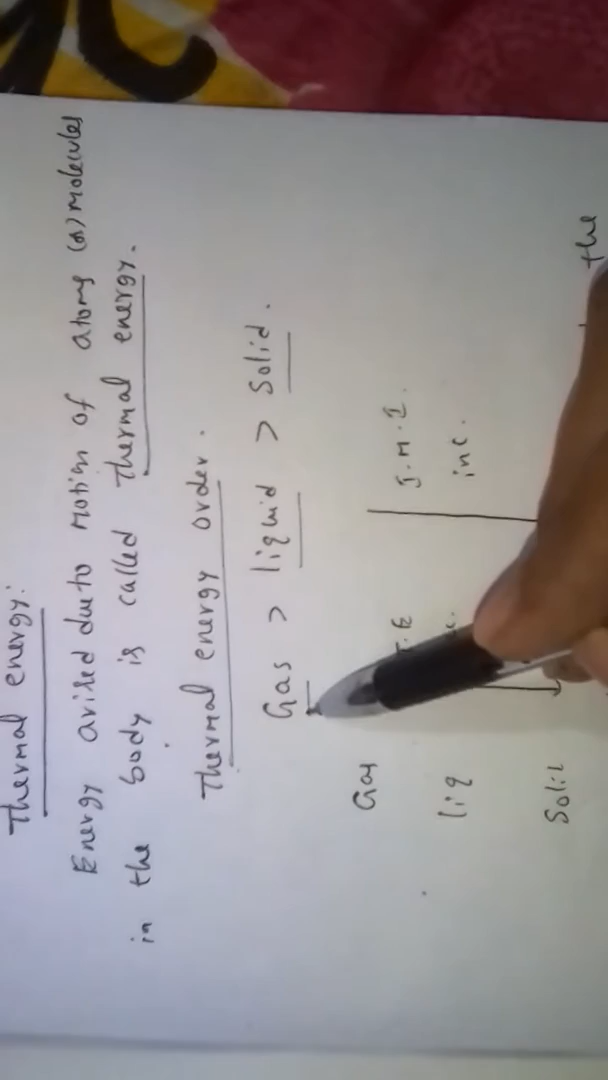 Thermal energy:
Energy arised due to motion of atoms (or) molecules
in the body is called thermal energy.
Thermal energy order.
Gas > liquid > solid.
Gas T.E I.M.I.
liq inc.
Solid
the